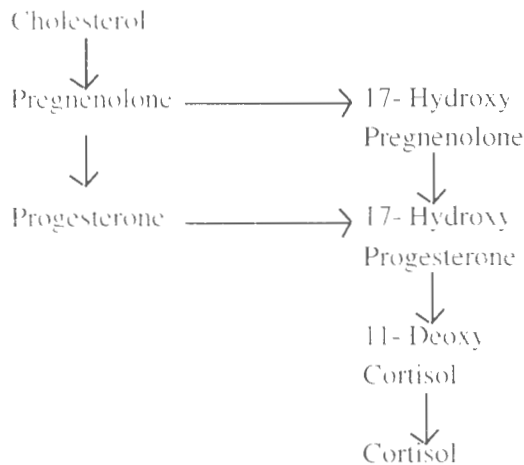 Cholesterol
Pregnenolone
17- Hydroxy
Pregnenolone
Progesterone
17- Hydroxy
Progesterone
11- Deoxy
Cortisol
Cortisol